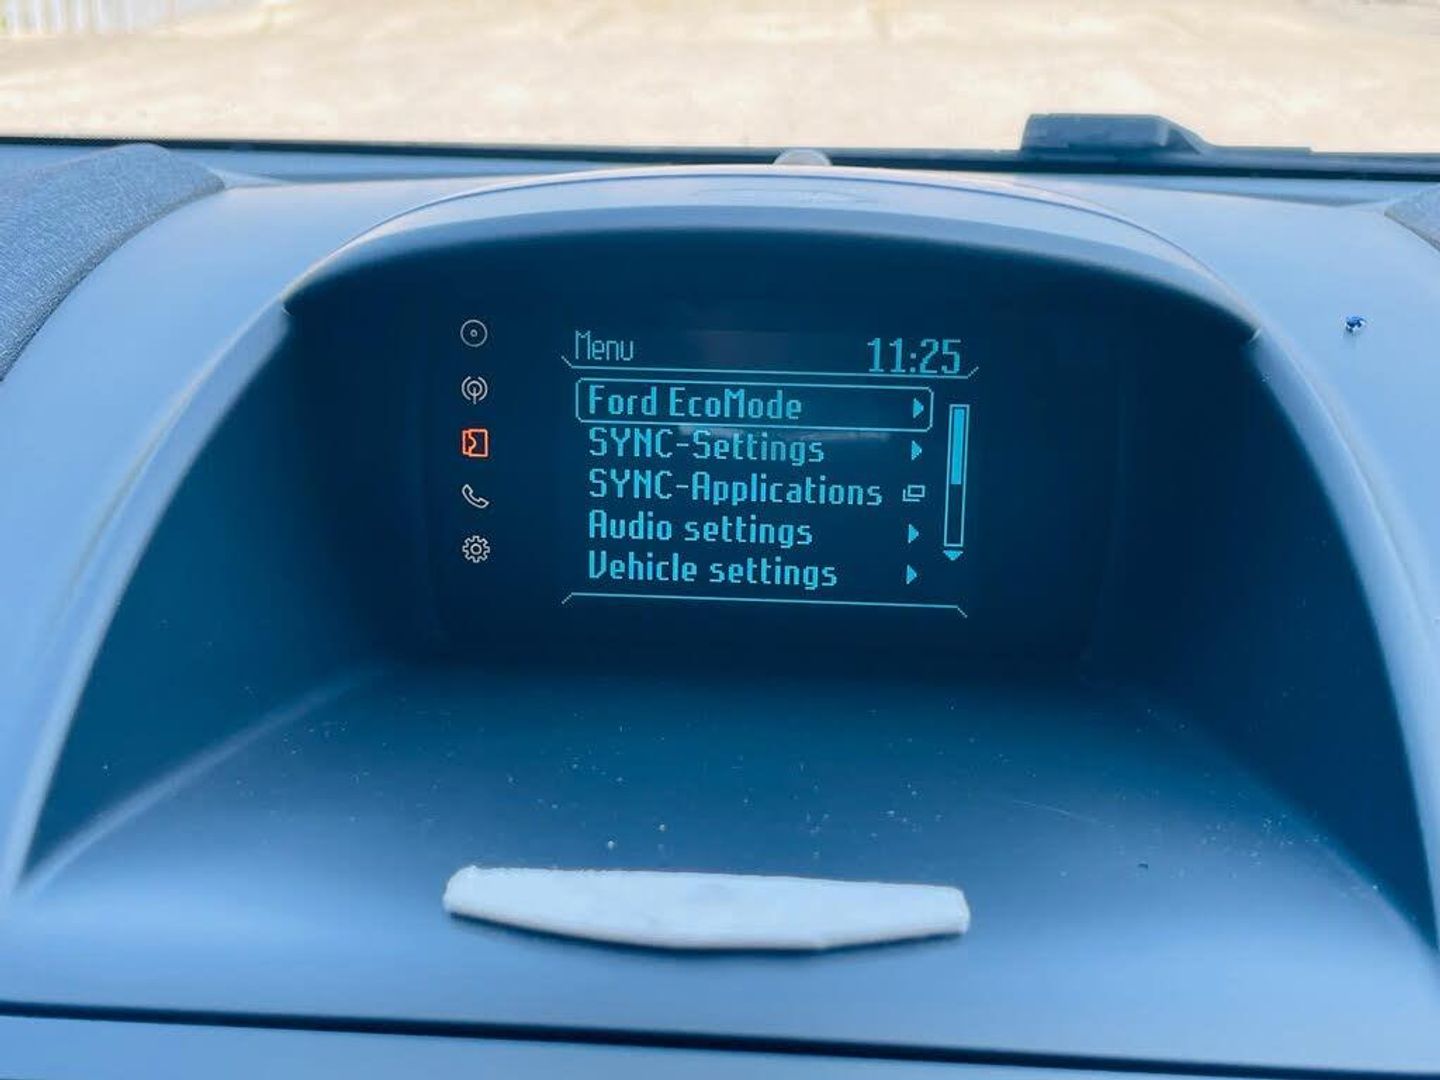 Menu 11:25
Ford EcoMode
SYNC-Settings
SYNC-Applications
Audio settings
Vehicle settings